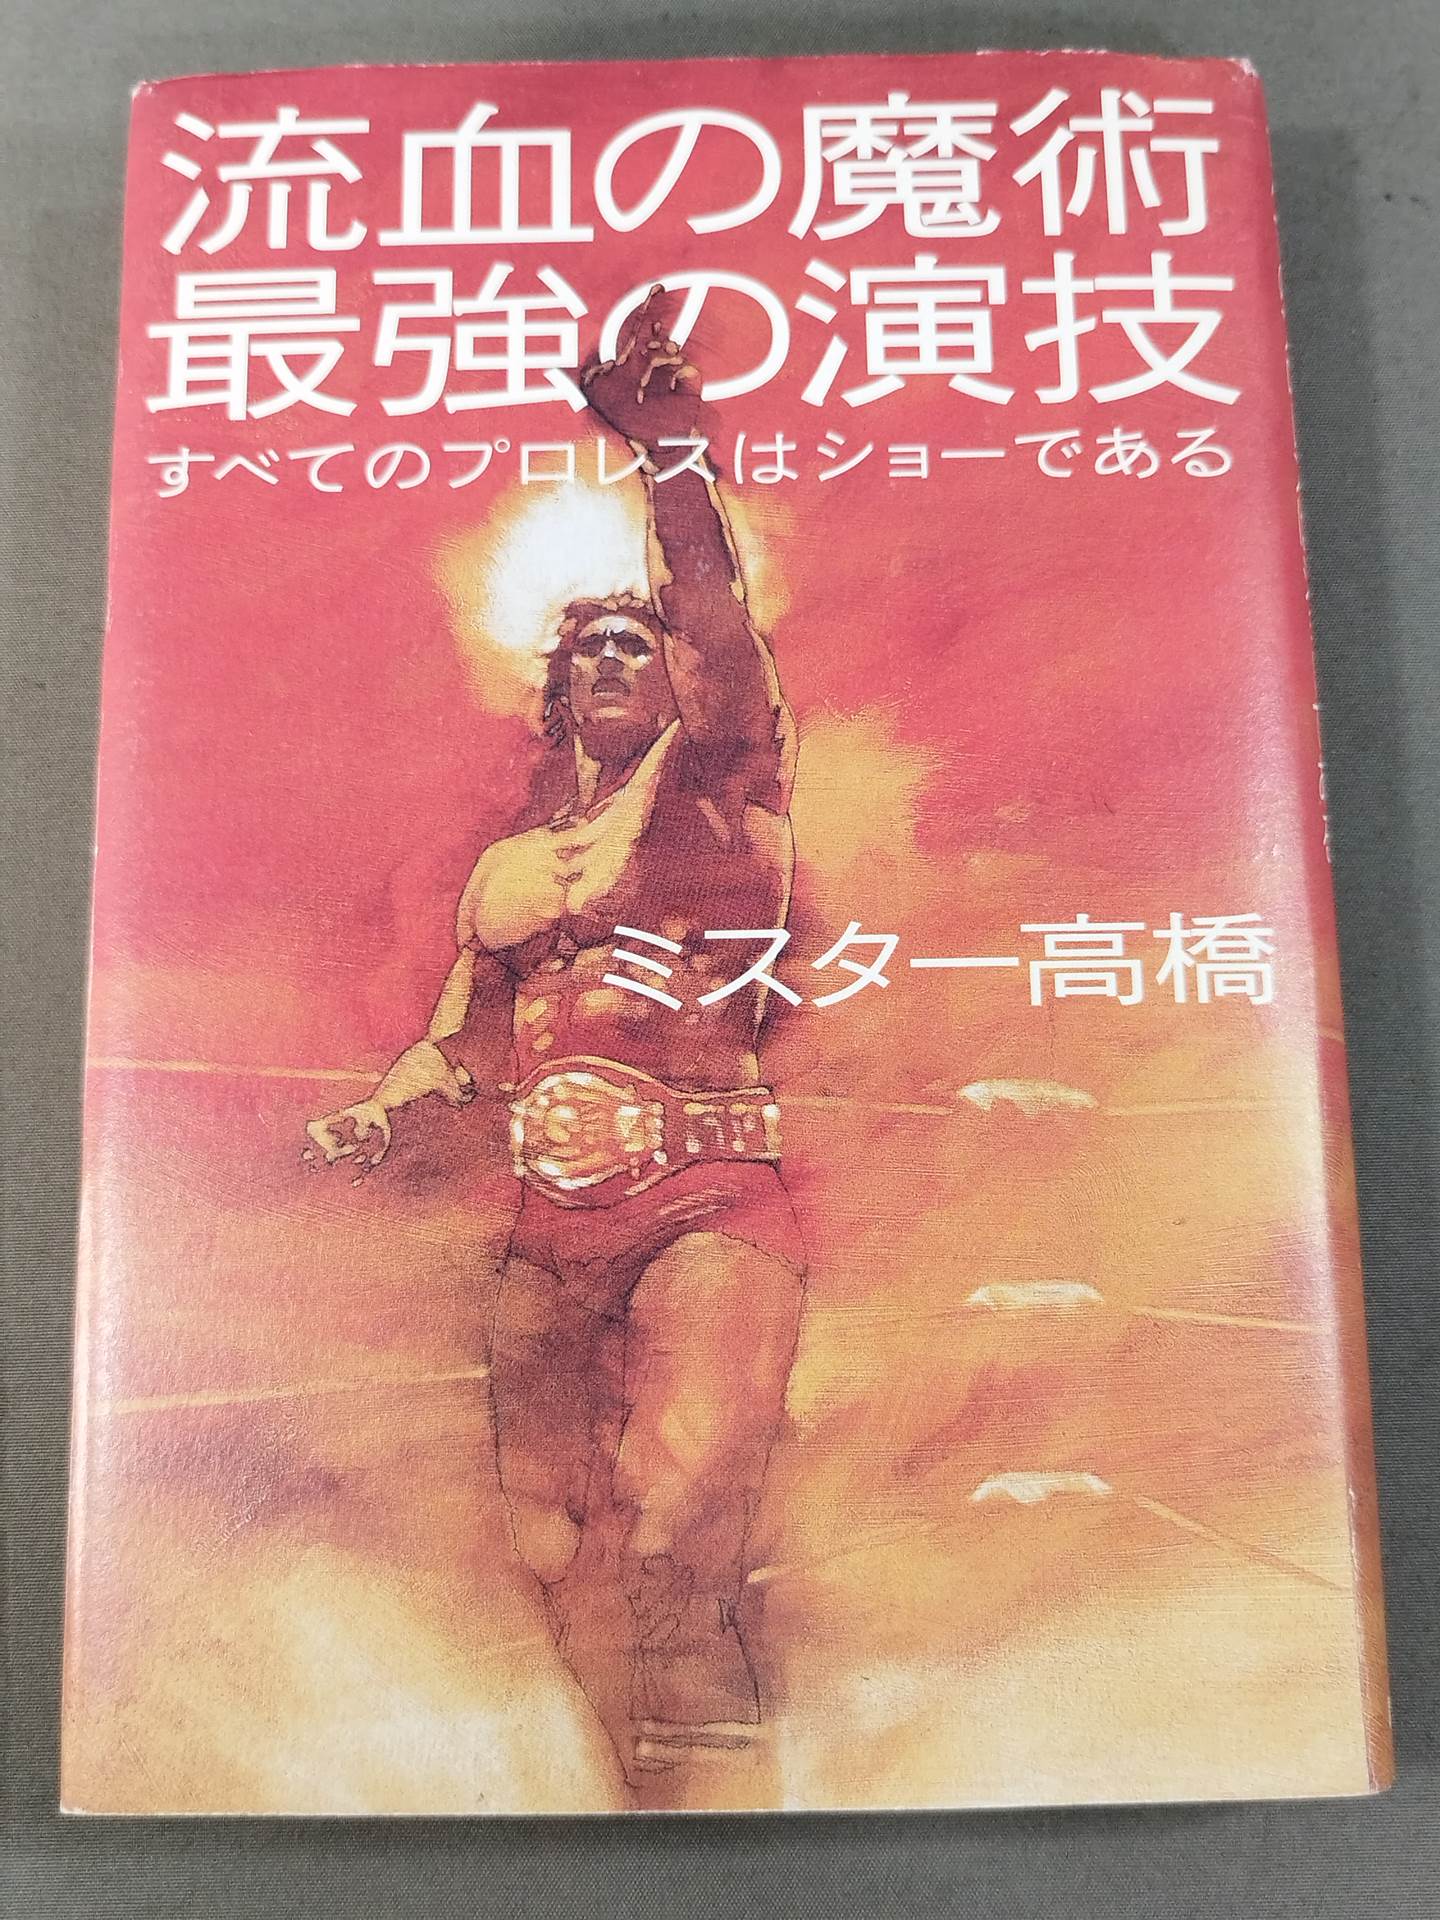 流血の魔術
最強の演技
すべてのプロレスはショーである
ミスター高橋